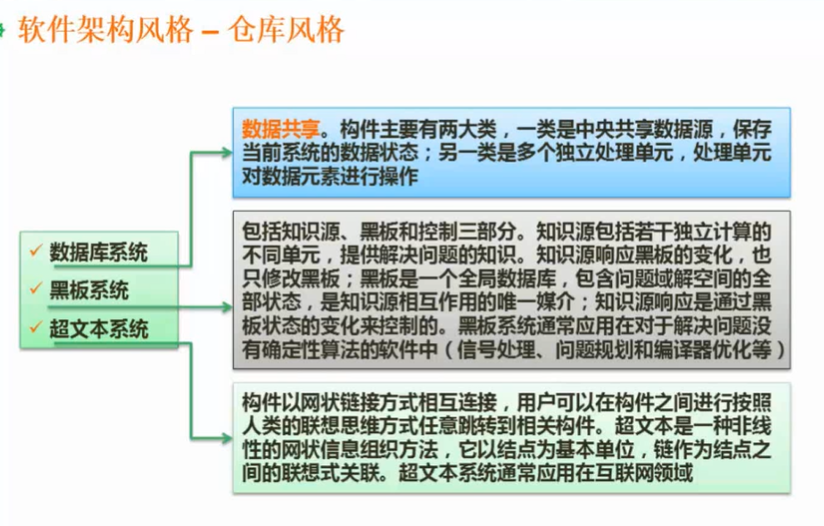 软件架构风格 – 仓库风格
数据共享。构件主要有两大类，一类是中央共享数据源，保存
当前系统的数据状态；另一类是多个独立处理单元，处理单元
对数据元素进行操作
数据库系统
黑板系统
超文本系统
包括知识源、黑板和控制三部分。知识源包括若干独立计算的
不同单元，提供解决问题的知识。知识源响应黑板的变化，也
只修改黑板；黑板是一个全局数据库，包含问题域解空间的全
部状态，是知识源相互作用的唯一媒介；知识源响应是通过黑
板状态的变化来控制的。黑板系统通常应用在对于解决问题没
有确定性算法的软件中（信号处理、问题规划和编译器优化等）
构件以网状链接方式相互连接，用户可以在构件之间进行按照
人类的联想思维方式任意跳转到相关构件。超文本是一种非线
性的网状信息组织方法，它以结点为基本单位，链作为结点之
间的联想式关联。超文本系统通常应用在互联网领域